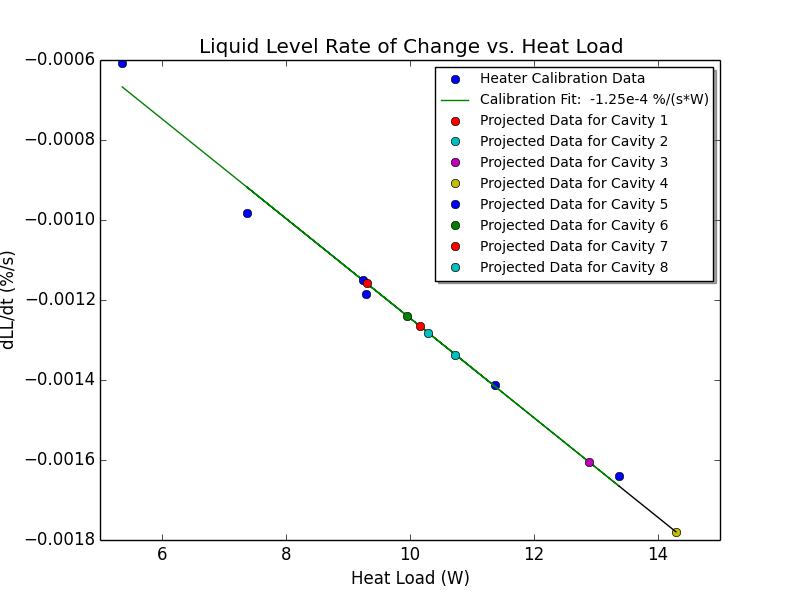 Liquid Level Rate of Change vs. Heat Load
−0.0006
−0.0008
−0.0010
−0.0012
−0.0014
−0.0016
−0.0018
dLL/dt (%/s)
Heater Calibration Data
Calibration Fit:  -1.25e-4 %/(s*W)
Projected Data for Cavity 1
Projected Data for Cavity 2
Projected Data for Cavity 3
Projected Data for Cavity 4
Projected Data for Cavity 5
Projected Data for Cavity 6
Projected Data for Cavity 7
Projected Data for Cavity 8
6 8 10 12 14
Heat Load (W)